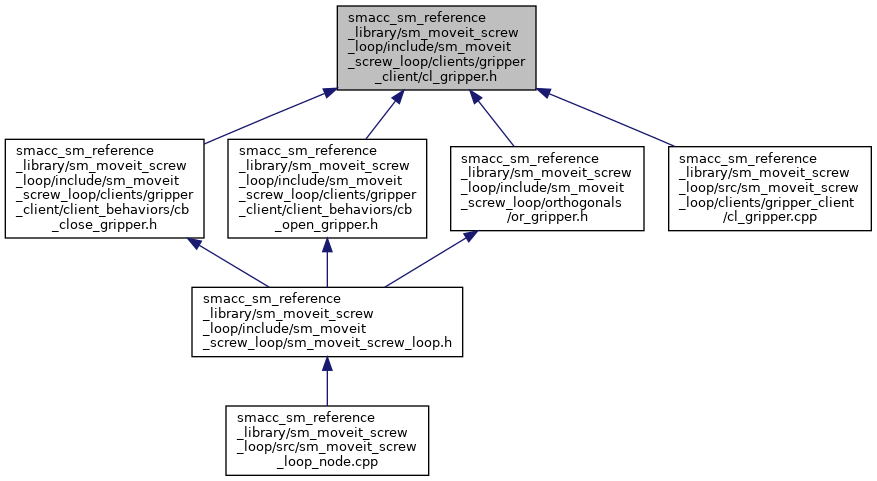 smacc_sm_reference
_library/sm_moveit_screw
_loop/include/sm_moveit
_screw_loop/clients/gripper
_client/cl_gripper.h
smacc_sm_reference
_library/sm_moveit_screw
_loop/include/sm_moveit
_screw_loop/clients/gripper
_client/client_behaviors/cb
_close_gripper.h
smacc_sm_reference
_library/sm_moveit_screw
_loop/include/sm_moveit
_screw_loop/clients/gripper
_client/client_behaviors/cb
_open_gripper.h
smacc_sm_reference
_library/sm_moveit_screw
_loop/include/sm_moveit
_screw_loop/orthogonals
/or_gripper.h
smacc_sm_reference
_library/sm_moveit_screw
_loop/src/sm_moveit_screw
_loop/clients/gripper_client
/cl_gripper.cpp
smacc_sm_reference
_library/sm_moveit_screw
_loop/include/sm_moveit
_screw_loop/sm_moveit_screw_loop.h
smacc_sm_reference
_library/sm_moveit_screw
_loop/src/sm_moveit_screw
_loop_node.cpp